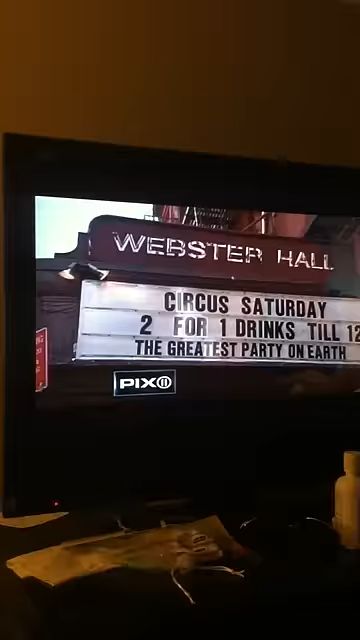 WEBSTER HALL
CIRCUS SATURDAY
2 FOR 1 DRINKS TILL 12
THE GREATEST PARTY ON EARTH
PIX11